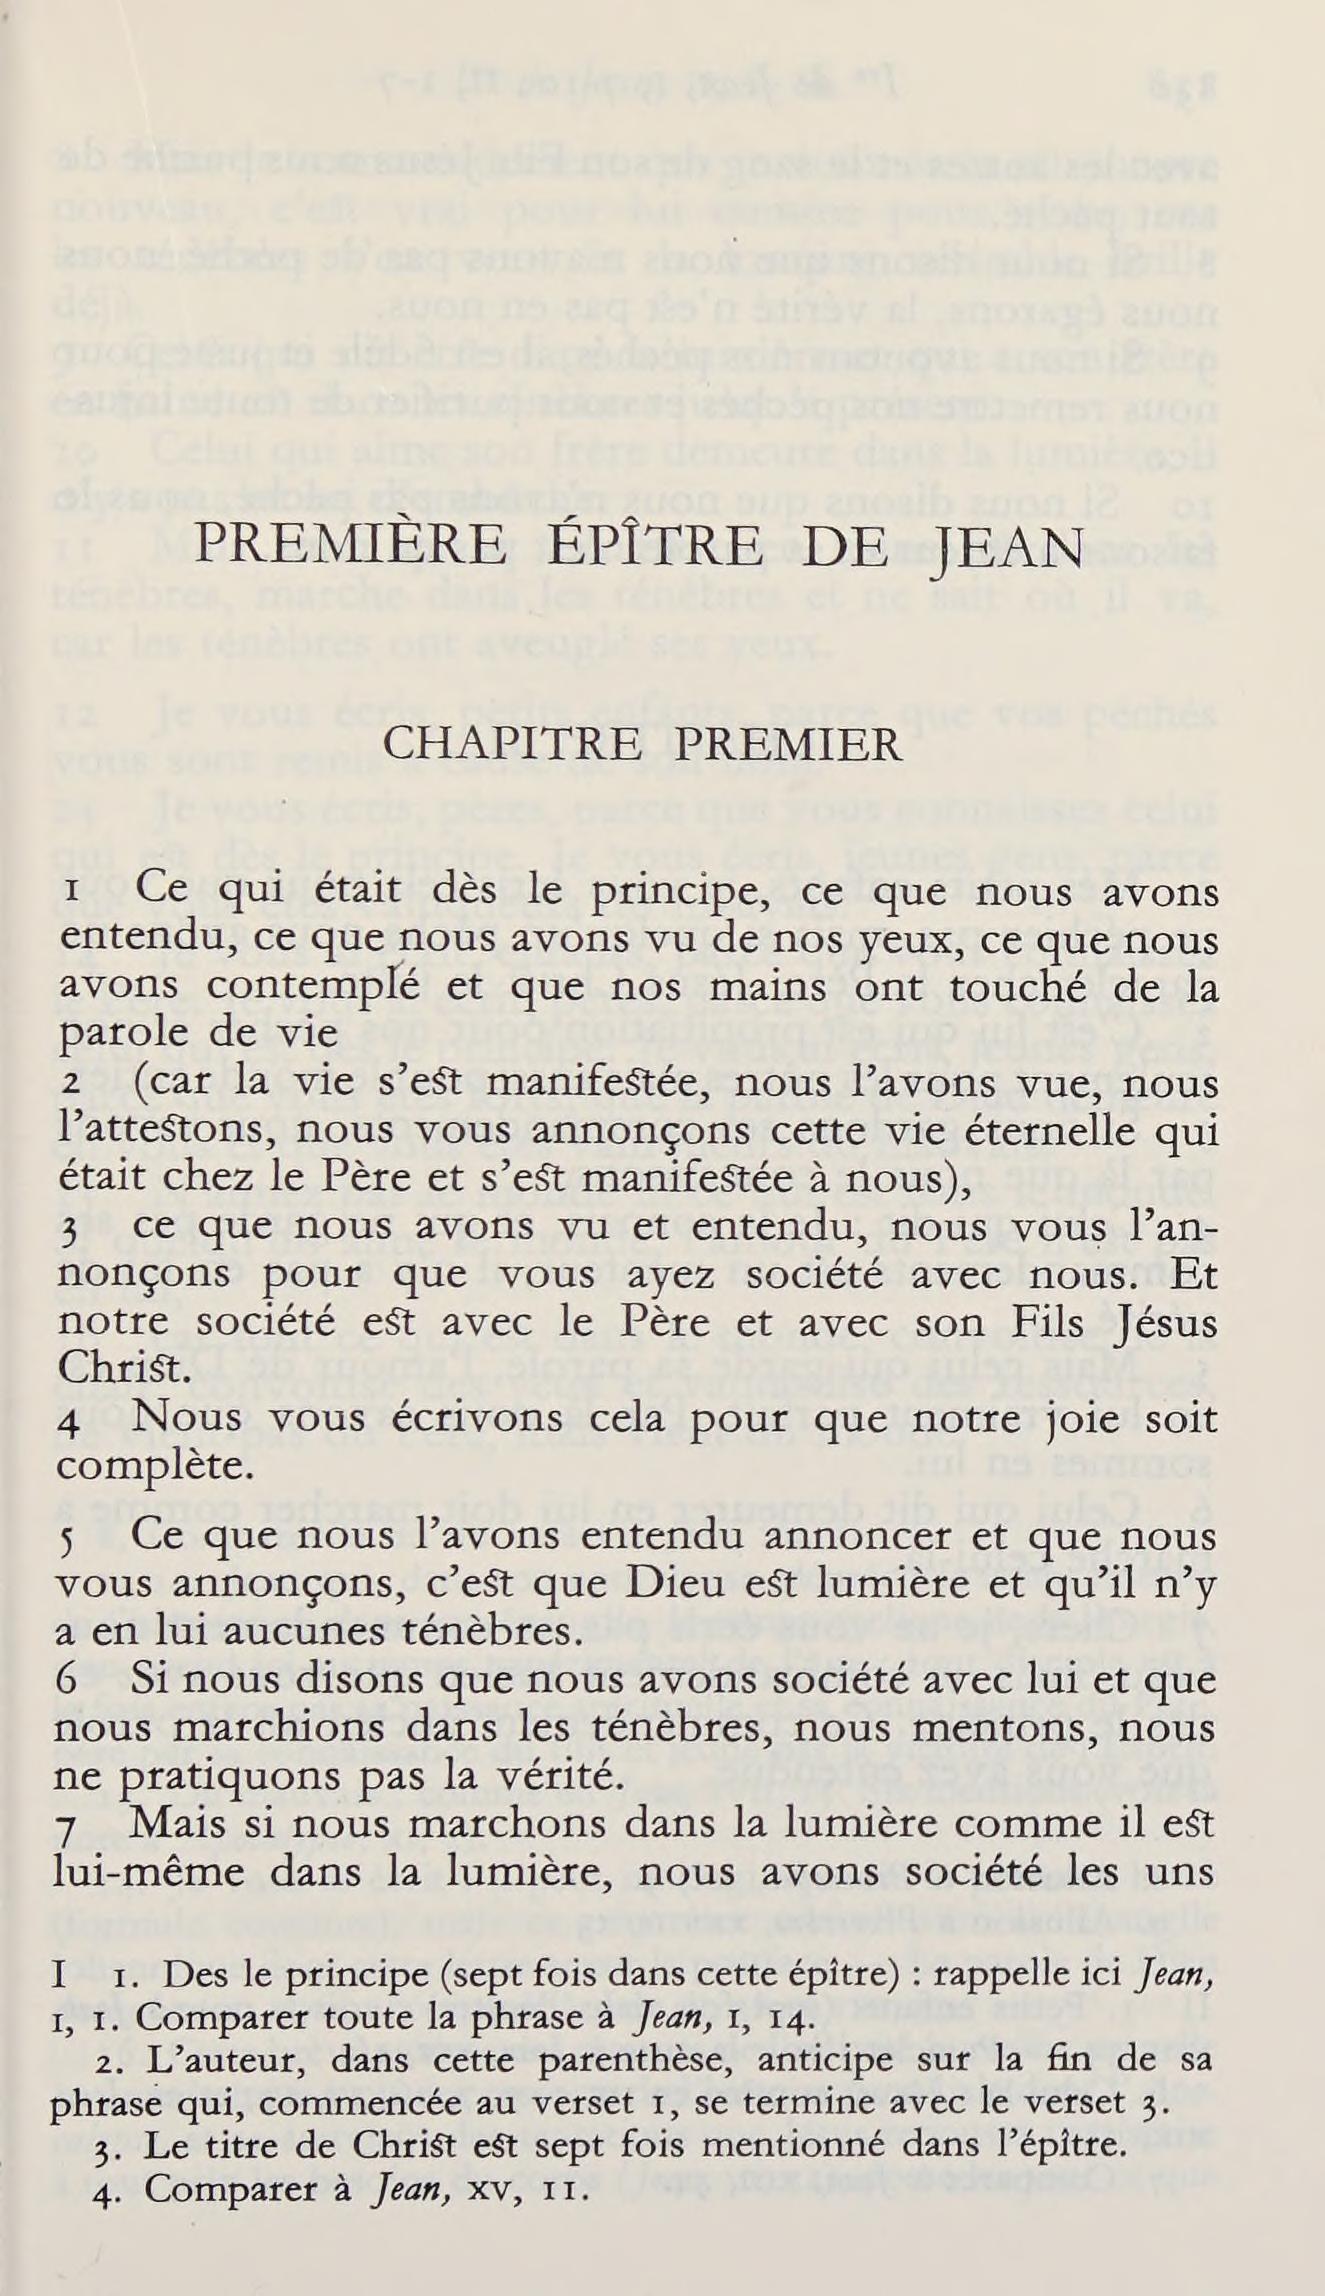 PREMIÈRE ÉPÎTRE DE JEAN
CHAPITRE PREMIER
1 Ce qui était dès le principe, ce que nous avons
entendu, ce que nous avons vu de nos yeux, ce que nous
avons contemplé et que nos mains ont touché de la
parole de vie
2 (car la vie s’est manifestée, nous l’avons vue, nous
l’attestons, nous vous annonçons cette vie éternelle qui
était chez le Père et s’est manifestée à nous),
3 ce que nous avons vu et entendu, nous vous l’an-
nonçons pour que vous ayez société avec nous. Et
notre société est avec le Père et avec son Fils Jésus
Christ.
4 Nous vous écrivons cela pour que notre joie soit
complète.
5 Ce que nous l’avons entendu annoncer et que nous
vous annonçons, c’est que Dieu est lumière et qu’il n’y
a en lui aucunes ténèbres.
6 Si nous disons que nous avons société avec lui et que
nous marchions dans les ténèbres, nous mentons, nous
ne pratiquons pas la vérité.
7 Mais si nous marchons dans la lumière comme il est
lui-même dans la lumière, nous avons société les uns
I 1. Des le principe (sept fois dans cette épître) : rappelle ici Jean,
1, 1. Comparer toute la phrase à Jean, 1, 14.
2. L’auteur, dans cette parenthèse, anticipe sur la fin de sa
phrase qui, commencée au verset 1, se termine avec le verset 3.
3. Le titre de Christ est sept fois mentionné dans l’épître.
4. Comparer à Jean, xv, 11.